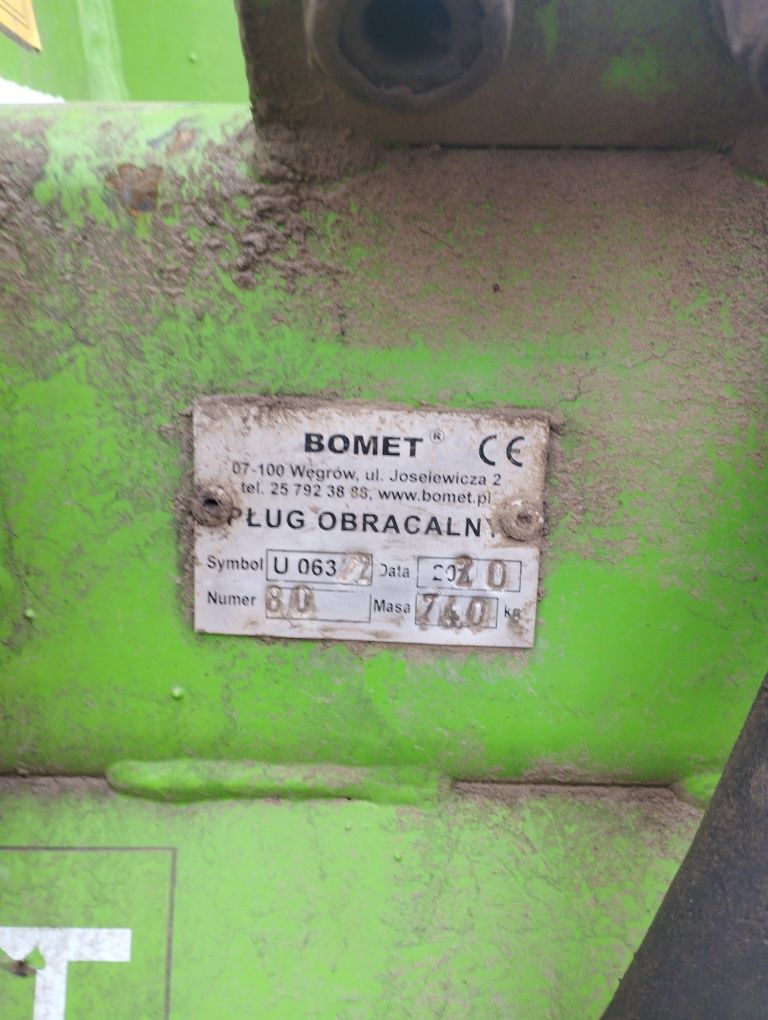 BOMET ® CE
07-100 Węgrów, ul. Joselewicza 2
tel. 25 792 38 88, www.bomet.pl
PŁUG OBRACALNY
Symbol U 063 Data 2020
Numer 80 Masa 740 kg
T